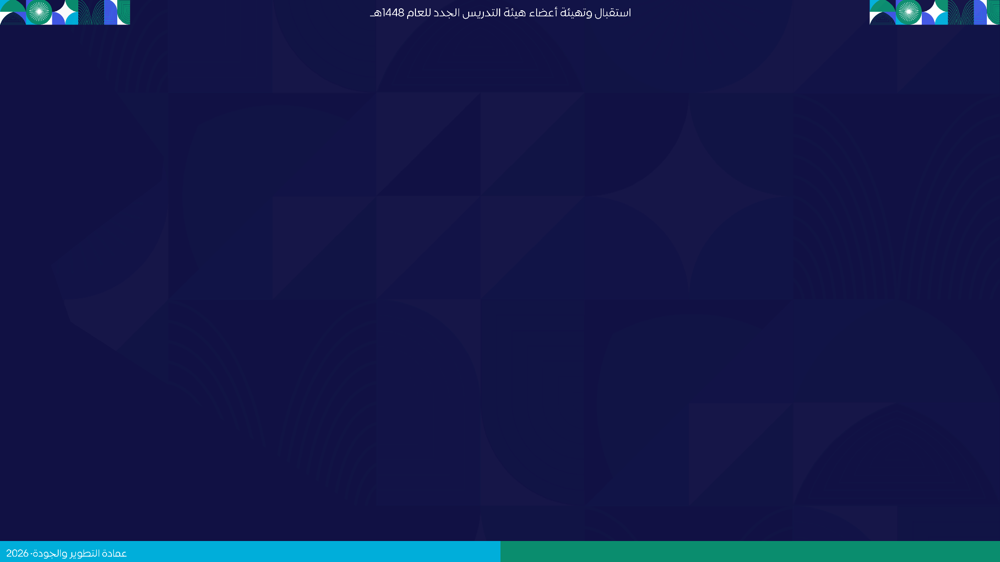 استقبال وتهيئة أعضاء هيئة التدريس الجدد للعام 1448هـ
عمادة التطوير والجودة- 2026